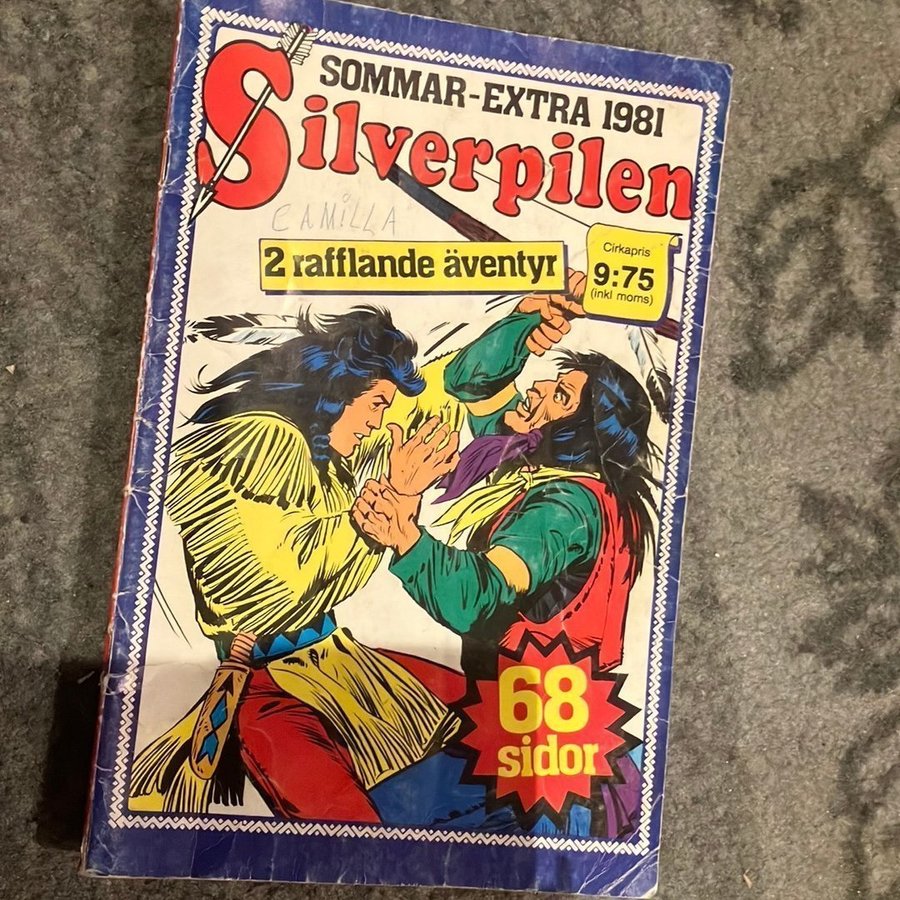 SOMMAR-EXTRA 1981
Silverpilen
CAMILLA
2 rafflande äventyr
Cirkapris
9:75
(inkl moms)
68
sidor